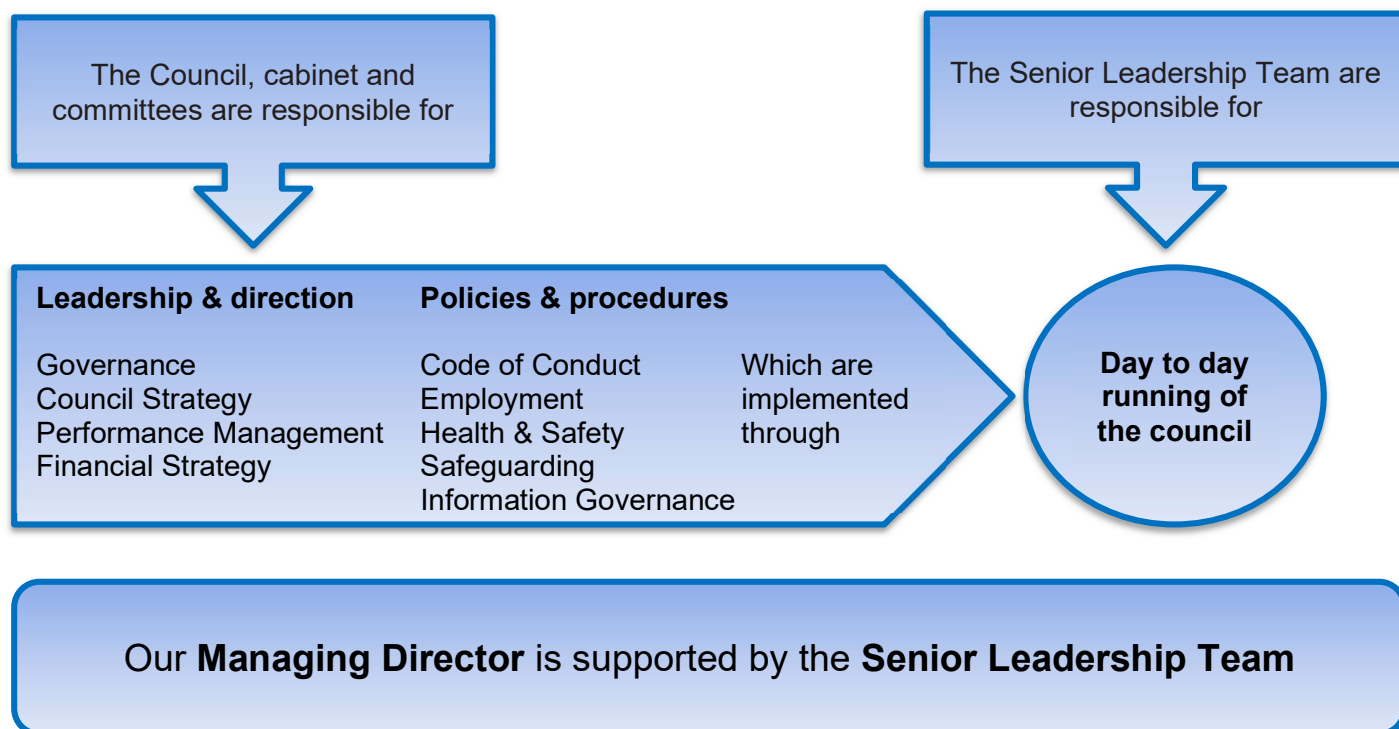 The Council, cabinet and
committees are responsible for
The Senior Leadership Team are
responsible for
Leadership & direction
Governance
Council Strategy
Performance Management
Financial Strategy
Policies & procedures
Code of Conduct
Employment
Health & Safety
Safeguarding
Information Governance
Which are
implemented
through
Day to day
running of
the council
Our Managing Director is supported by the Senior Leadership Team